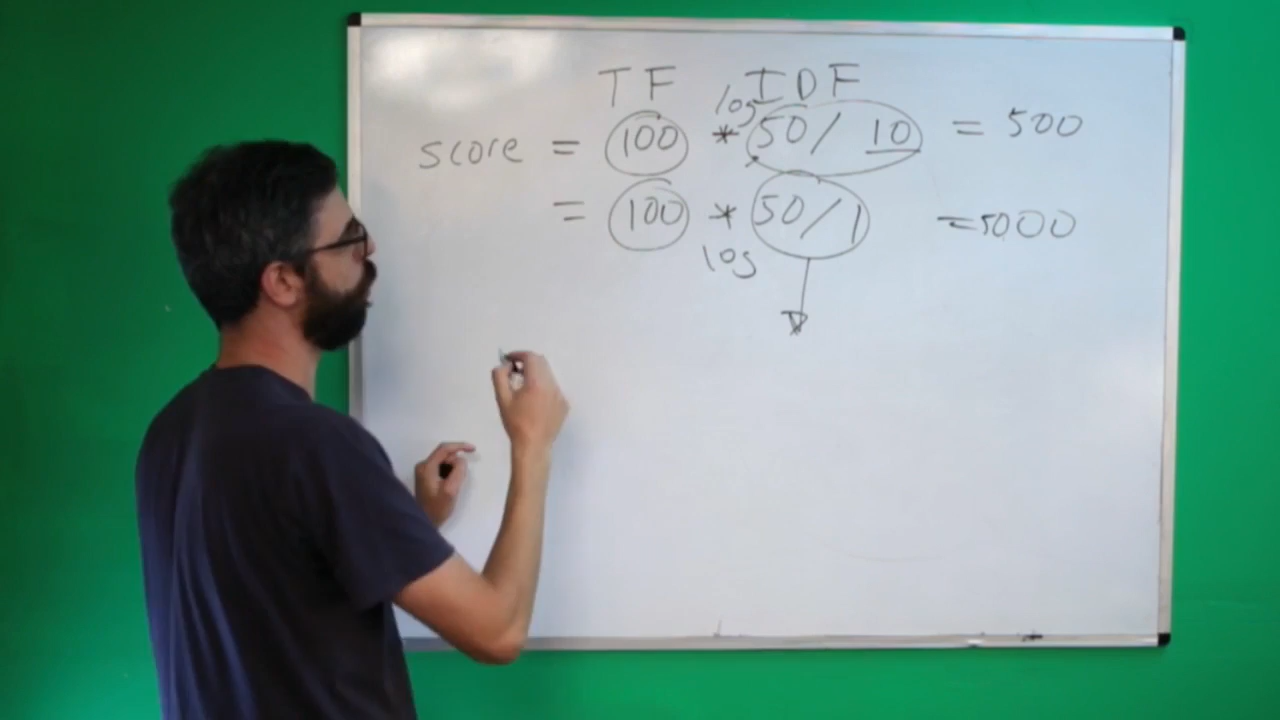 TF IDF
score = 100 * log 50 / 10 = 500
= 100 * log 50 / 1 = 5000